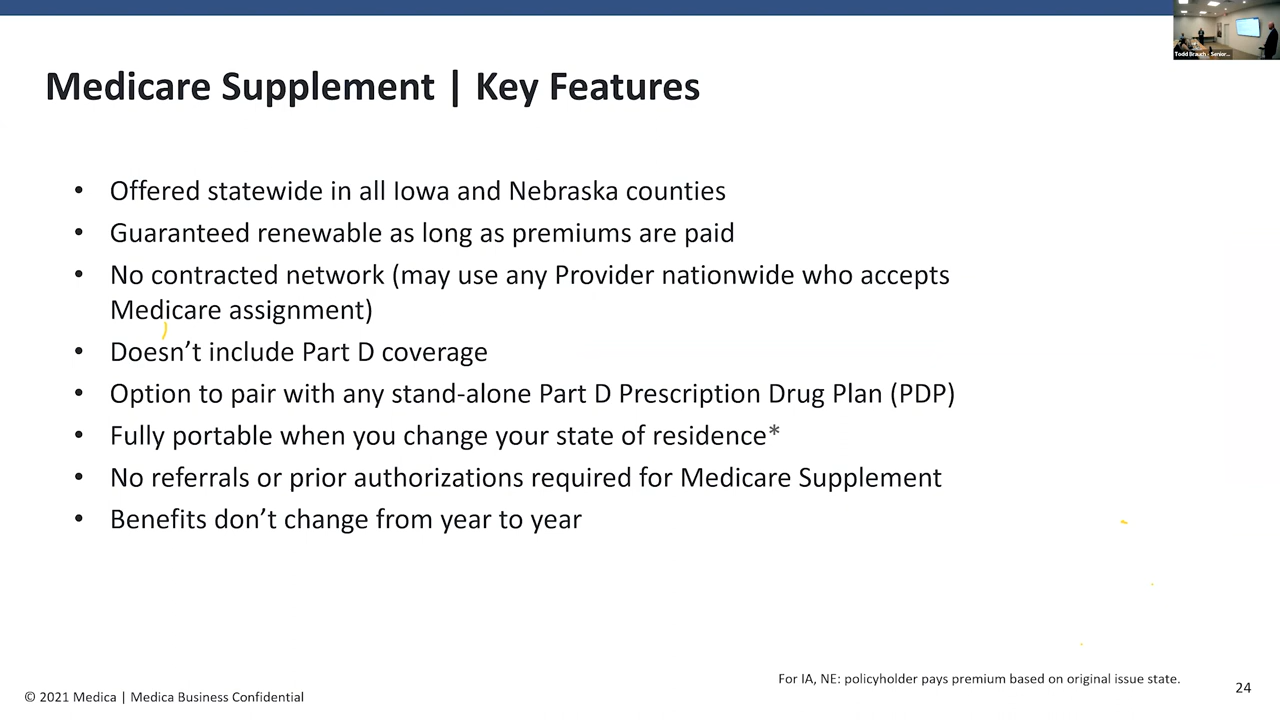 Todd Brauch - Senior...
Medicare Supplement | Key Features
• Offered statewide in all Iowa and Nebraska counties
• Guaranteed renewable as long as premiums are paid
• No contracted network (may use any Provider nationwide who accepts
Medicare assignment)
• Doesn’t include Part D coverage
• Option to pair with any stand-alone Part D Prescription Drug Plan (PDP)
• Fully portable when you change your state of residence*
• No referrals or prior authorizations required for Medicare Supplement
• Benefits don’t change from year to year
For IA, NE: policyholder pays premium based on original issue state.
© 2021 Medica | Medica Business Confidential
24